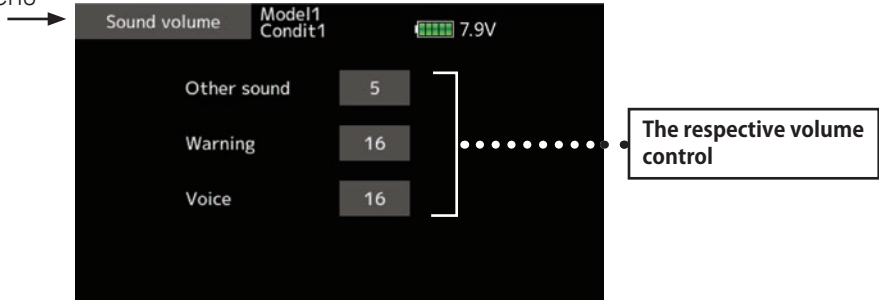 Sound volume
Model1
Condit1
7.9V
Other sound 5
Warning 16
Voice 16
The respective volume
control